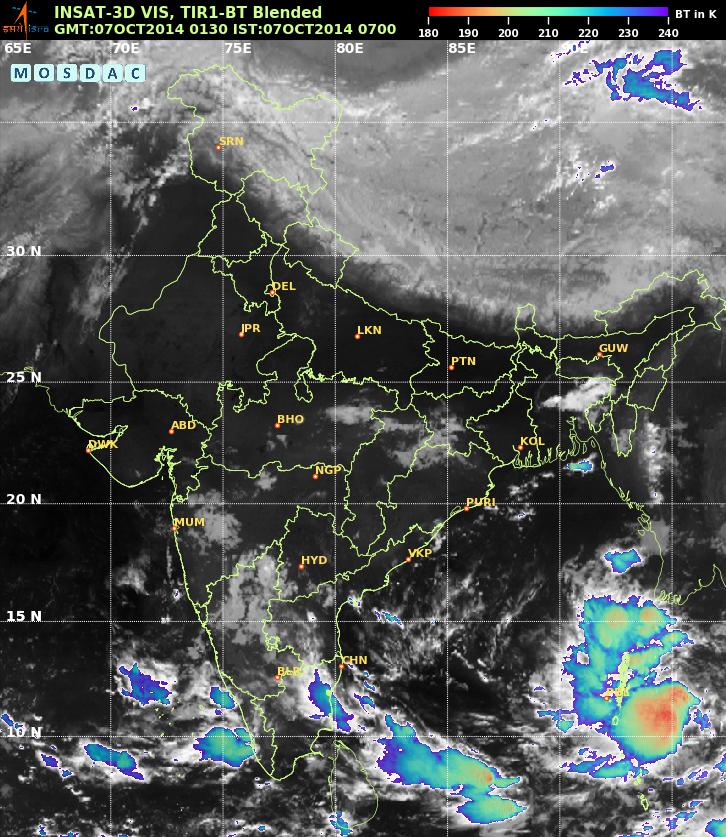 INSAT-3D VIS, TIR1-BT Blended
GMT:07OCT2014 0130 IST:07OCT2014 0700
BT in K
180 190 200 210 220 230 240
65E 70E 75E 80E 85E
MOSDAC
SRN
30 N
DEL
JPR
LKN
GUW
PTN
25 N
ABD
BHO
DWK
KOL
NGP
20 N
PURI
MUM
VKP
HYD
15 N
CHN
BLR
10 N